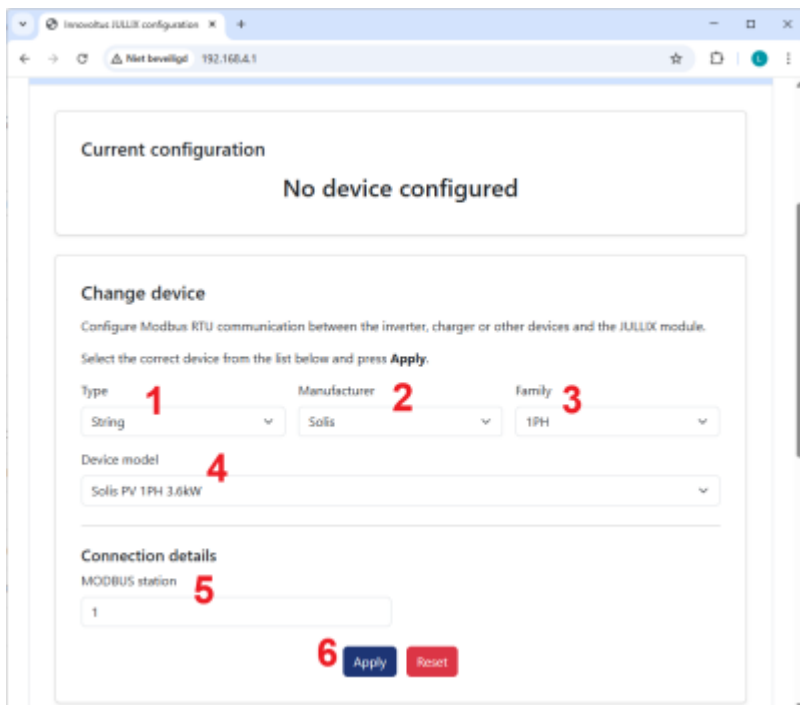 Innovoltus JULLIX configuration
Niet beveiligd 192.168.4.1
L
Current configuration
No device configured
Change device
Configure Modbus RTU communication between the inverter, charger or other devices and the JULLIX module.
Select the correct device from the list below and press Apply.
Type 1 Manufacturer 2 Family 3
String Solis 1PH
Device model 4
Solis PV 1PH 3.6kW
Connection details
MODBUS station 5
1
6 Apply Reset